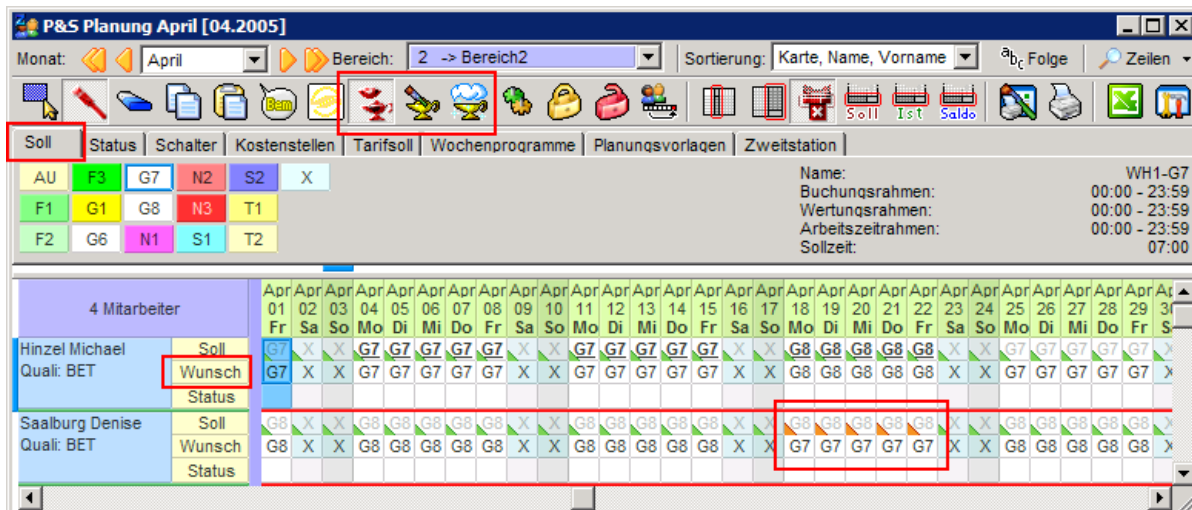 P&S Planung April [04.2005]
Monat: April Bereich: 2 -> Bereich2 Sortierung: Karte, Name, Vorname abc Folge Zeilen
Bem Soll Ist Saldo
Soll Status Schalter Kostenstellen Tarifsoll Wochenprogramme Planungsvorlagen Zweitstation
AU F3 G7 N2 S2 X
F1 G1 G8 N3 T1
F2 G6 N1 S1 T2
Name: WH1-G7
Buchungsrahmen: 00:00 - 23:59
Wertungsrahmen: 00:00 - 23:59
Arbeitszeitrahmen: 00:00 - 23:59
Sollzeit: 07:00
4 Mitarbeiter
Apr Apr Apr Apr Apr Apr Apr Apr Apr Apr Apr Apr Apr Apr Apr Apr Apr Apr Apr Apr Apr Apr Apr Apr Apr Apr Apr Apr Apr
01 02 03 04 05 06 07 08 09 10 11 12 13 14 15 16 17 18 19 20 21 22 23 24 25 26 27 28 29
Fr Sa So Mo Di Mi Do Fr Sa So Mo Di Mi Do Fr Sa So Mo Di Mi Do Fr Sa So Mo Di Mi Do Fr
Hinzel Michael Soll G7 X X G7 G7 G7 G7 G7 X X G7 G7 G7 G7 G7 X X G8 G8 G8 G8 G8 X X G7 G7 G7 G7 G7 X
Quali: BET Wunsch G7 X X G7 G7 G7 G7 G7 X X G7 G7 G7 G7 G7 X X G8 G8 G8 G8 G8 X X G7 G7 G7 G7 G7 X
Status
Saalburg Denise Soll G8 X X G8 G8 G8 G8 G8 X X G8 G8 G8 G8 G8 X X G8 G8 G8 G8 G8 X X G8 G8 G8 G8 G8 X
Quali: BET Wunsch G8 X X G8 G8 G8 G8 G8 X X G8 G8 G8 G8 G8 X X G7 G7 G7 G7 G7 X X G8 G8 G8 G8 G8 X
Status